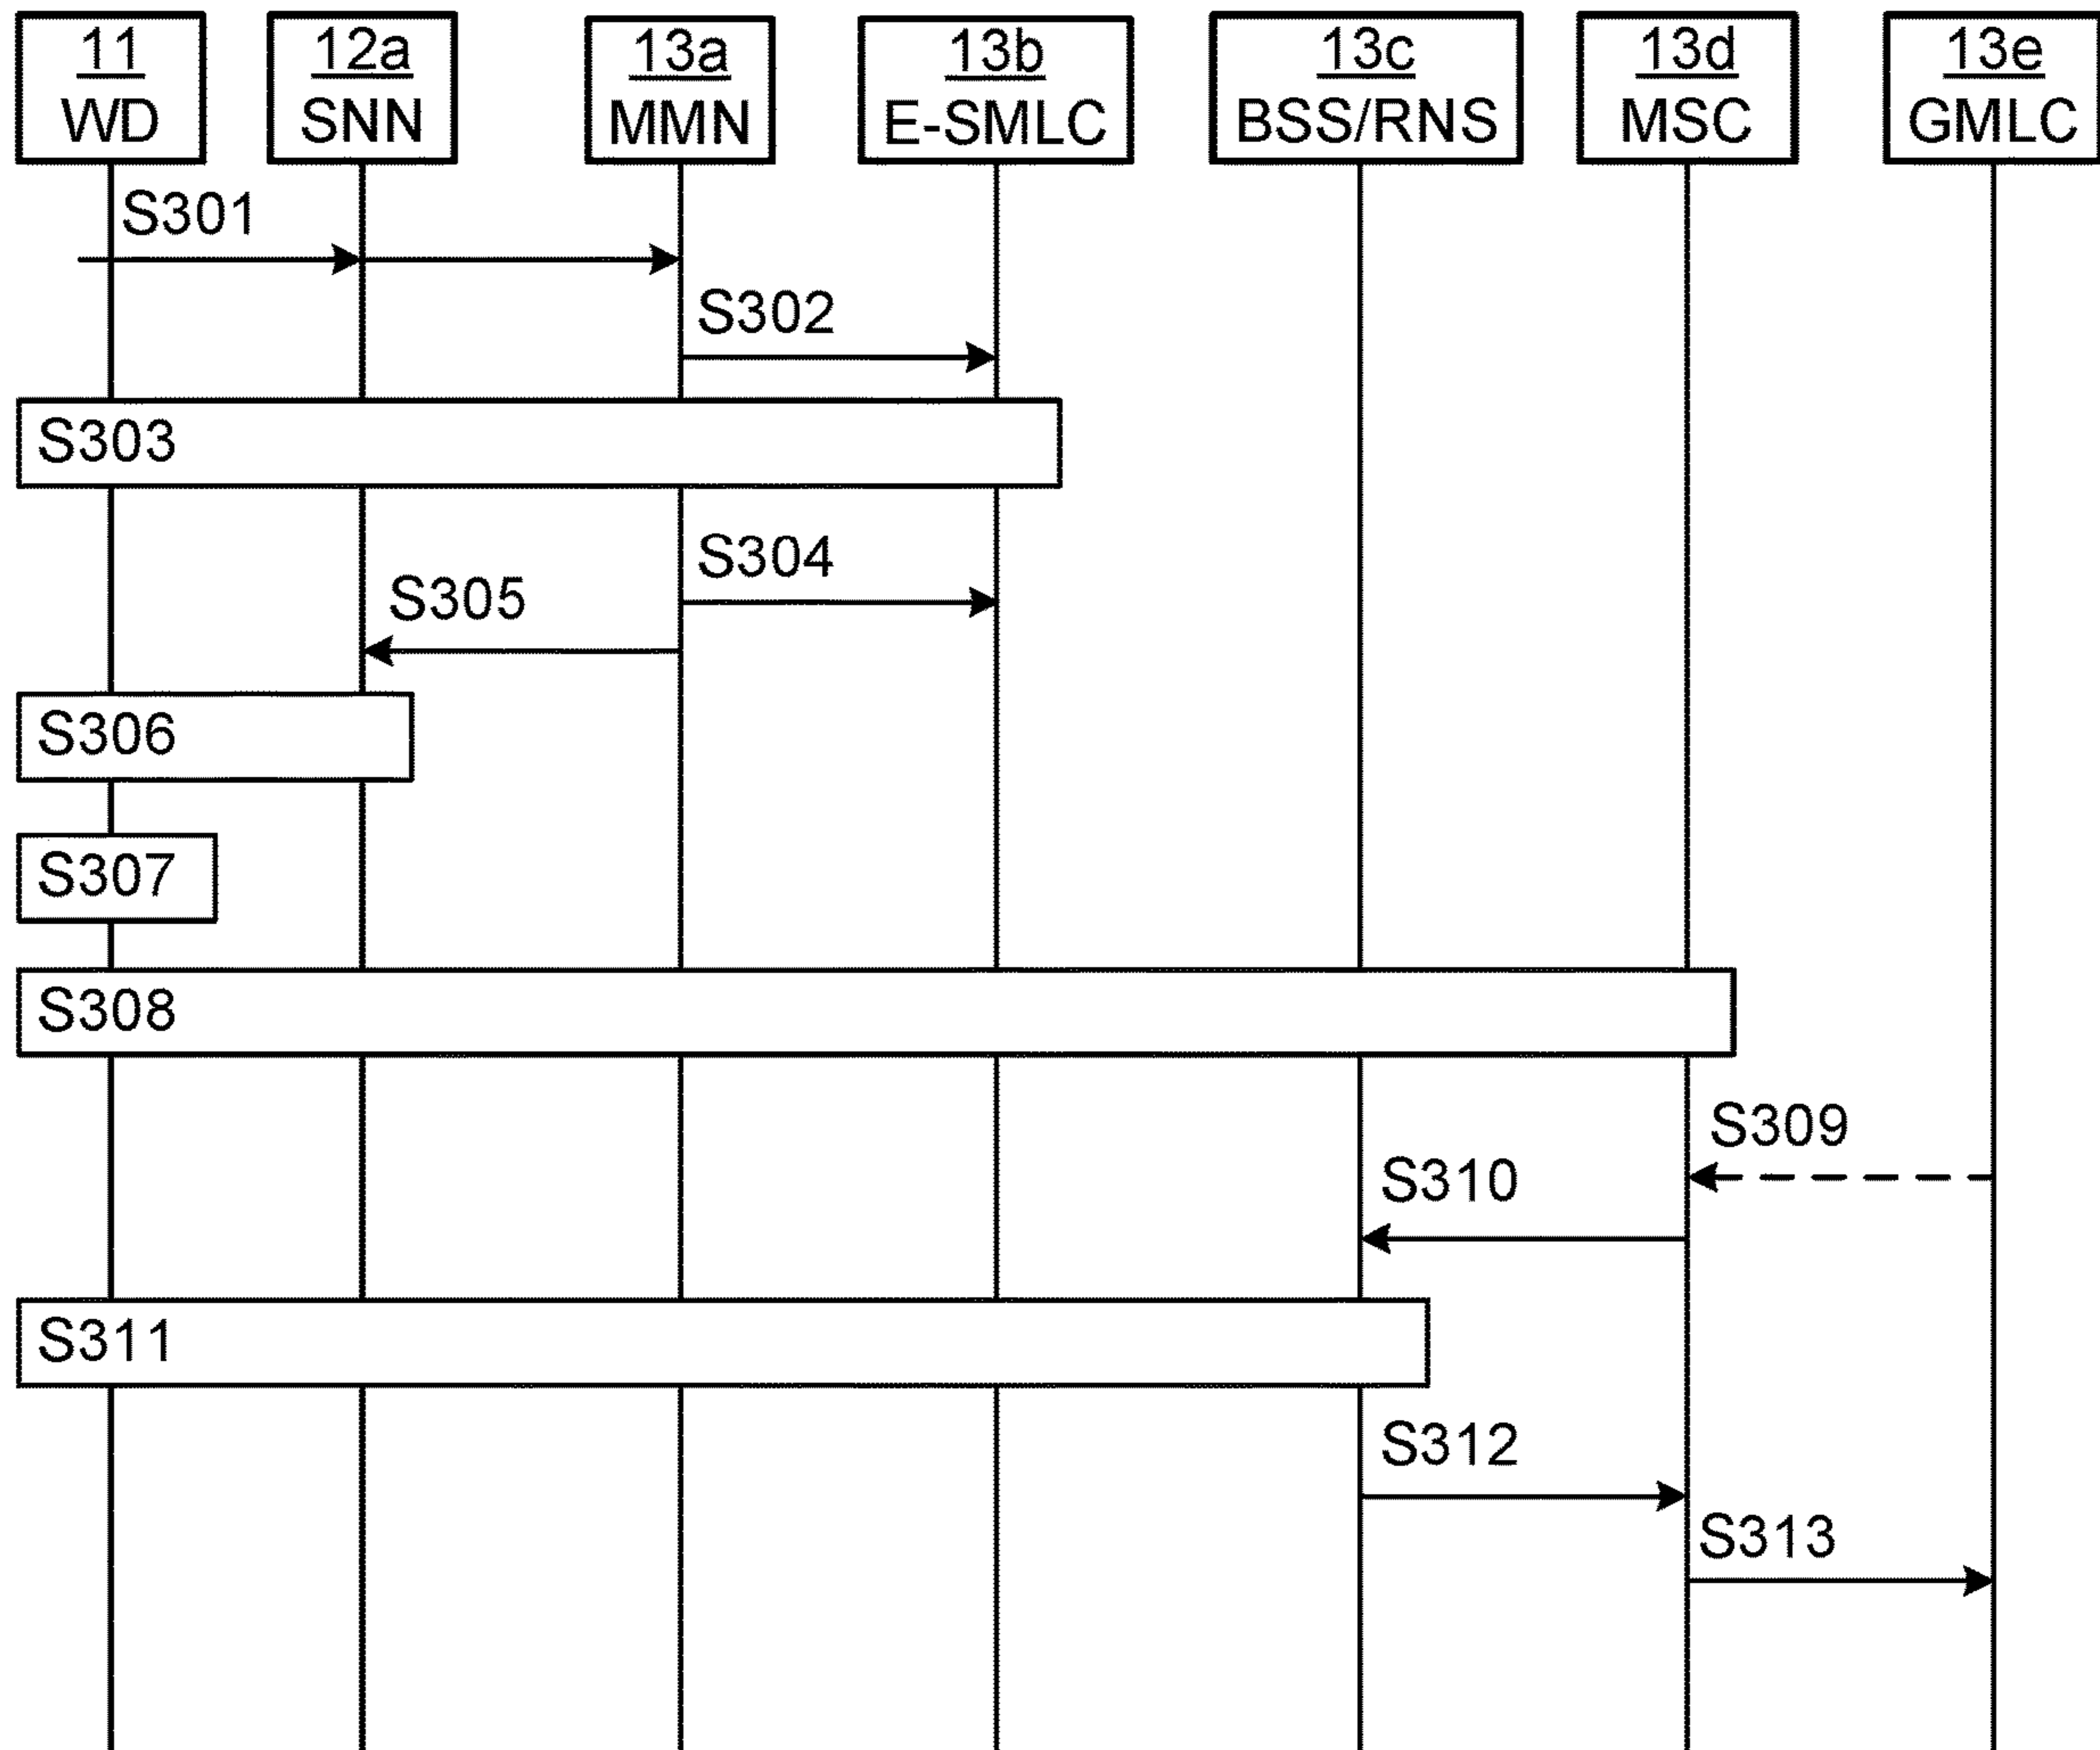 11
WD
12a
SNN
13a
MMN
13b
E-SMLC
13c
BSS/RNS
13d
MSC
13e
GMLC
S301
S302
S303
S304
S305
S306
S307
S308
S309
S310
S311
S312
S313